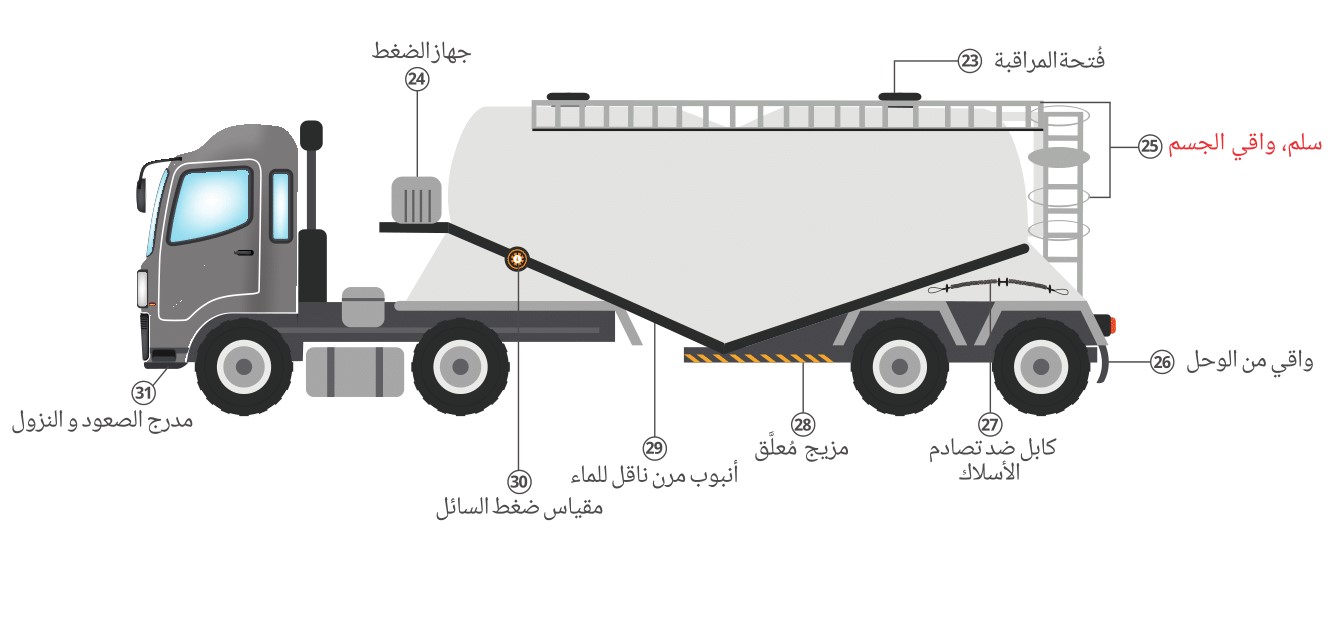 جهاز الضغط
24
23 فُتحة المراقبة
25 سلم، واقي الجسم
26 واقي من الوحل
27
كابل ضد تصادم
الأسلاك
28
مزيج مُعلَّق
29
أنبوب مرن ناقل للماء
30
مقياس ضغط السائل
31
مدرج الصعود و النزول